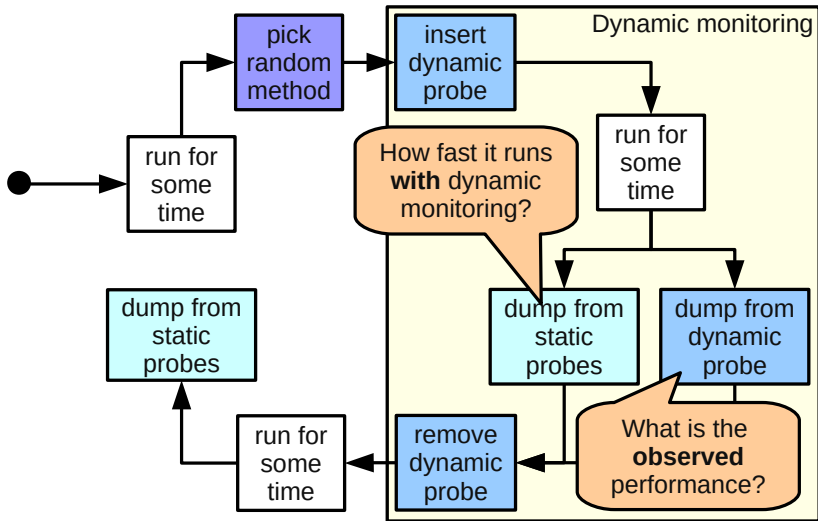 Dynamic monitoring
pick
random
method
insert
dynamic
probe
run for
some
time
run for
some
time
How fast it runs
with dynamic
monitoring?
dump from
static
probes
dump from
static
probes
dump from
dynamic
probe
What is the
observed
performance?
remove
dynamic
probe
run for
some
time